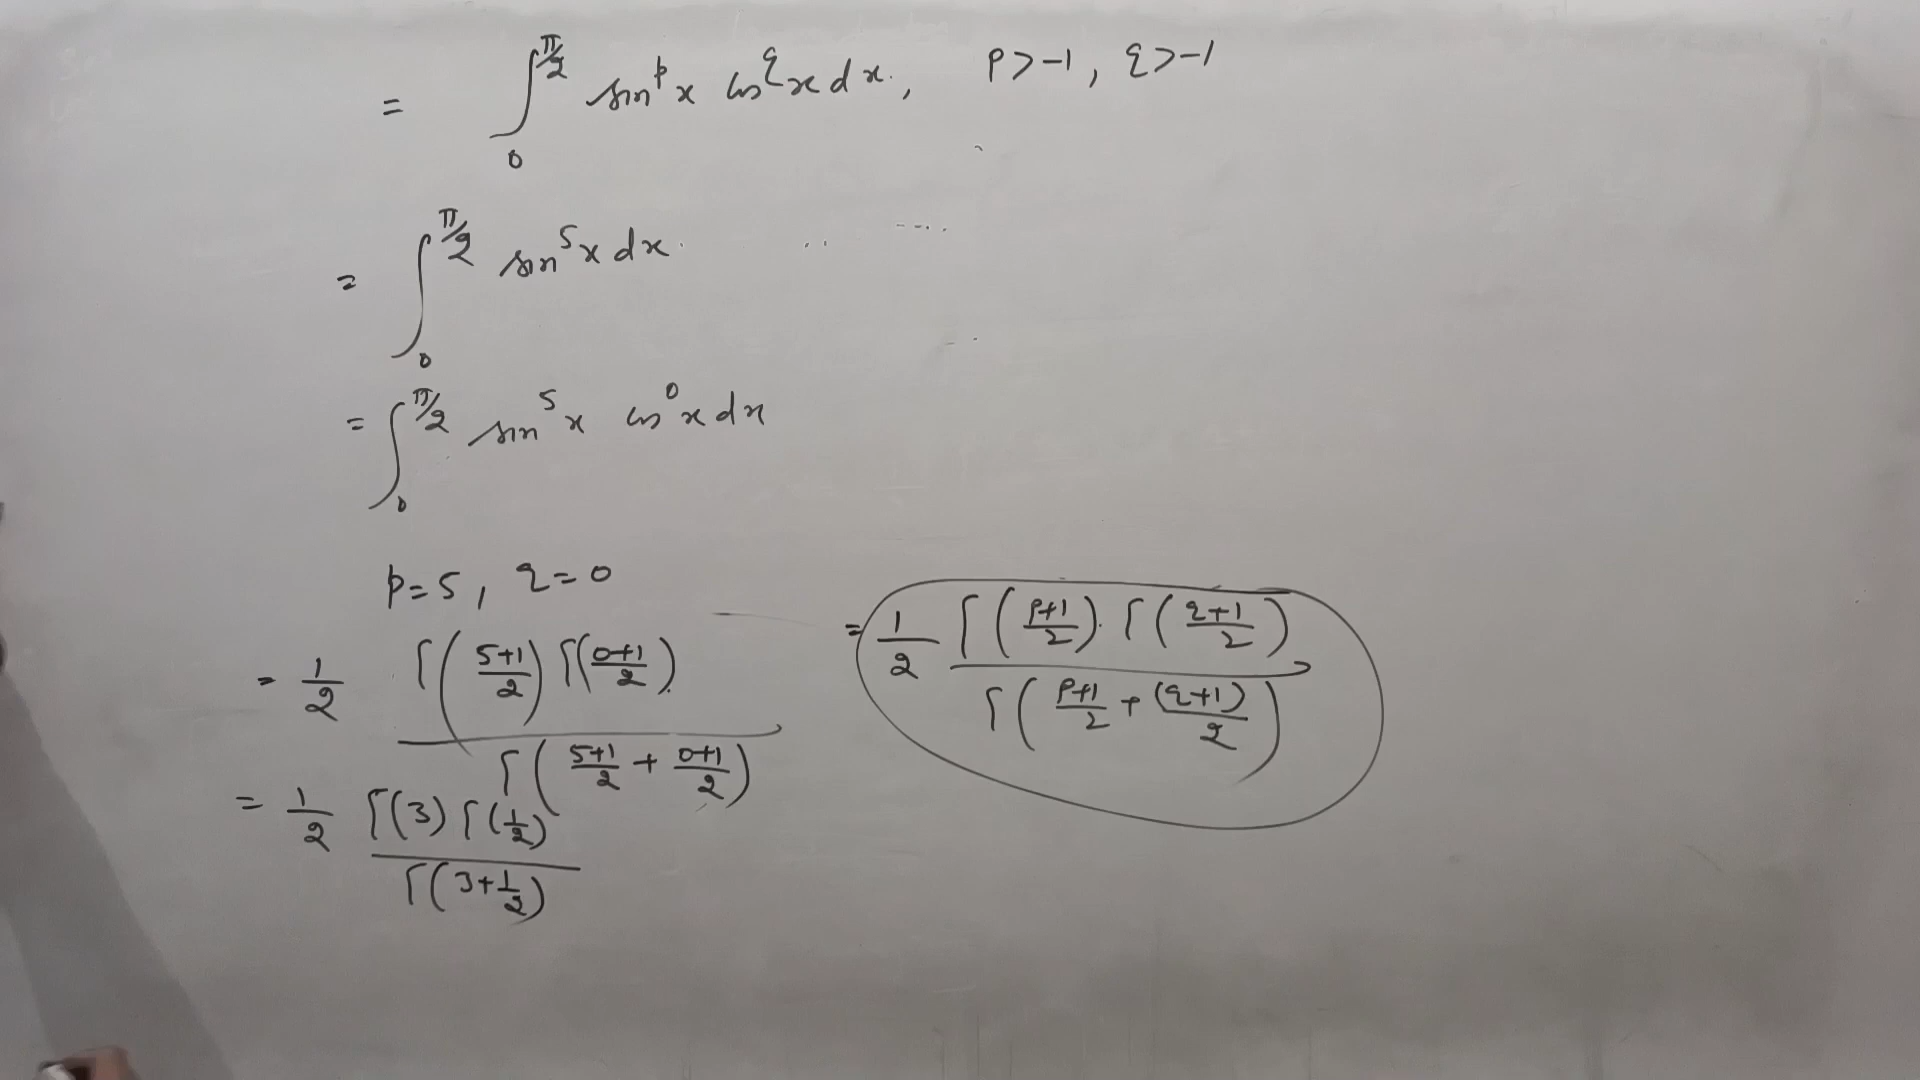 = ∫₀^{π/2} sin^p x cos^q x dx, p>-1, q>-1
= ∫₀^{π/2} sin^5 x dx.
= ∫₀^{π/2} sin^5 x cos^0 x dx
p=5, q=0
= 1/2 Γ((5+1)/2) Γ((0+1)/2) / Γ((5+1)/2 + (0+1)/2)
= 1/2 Γ((p+1)/2). Γ((q+1)/2) / Γ((p+1)/2 + (q+1)/2)
= 1/2 Γ(3) Γ(1/2) / Γ(3+1/2)